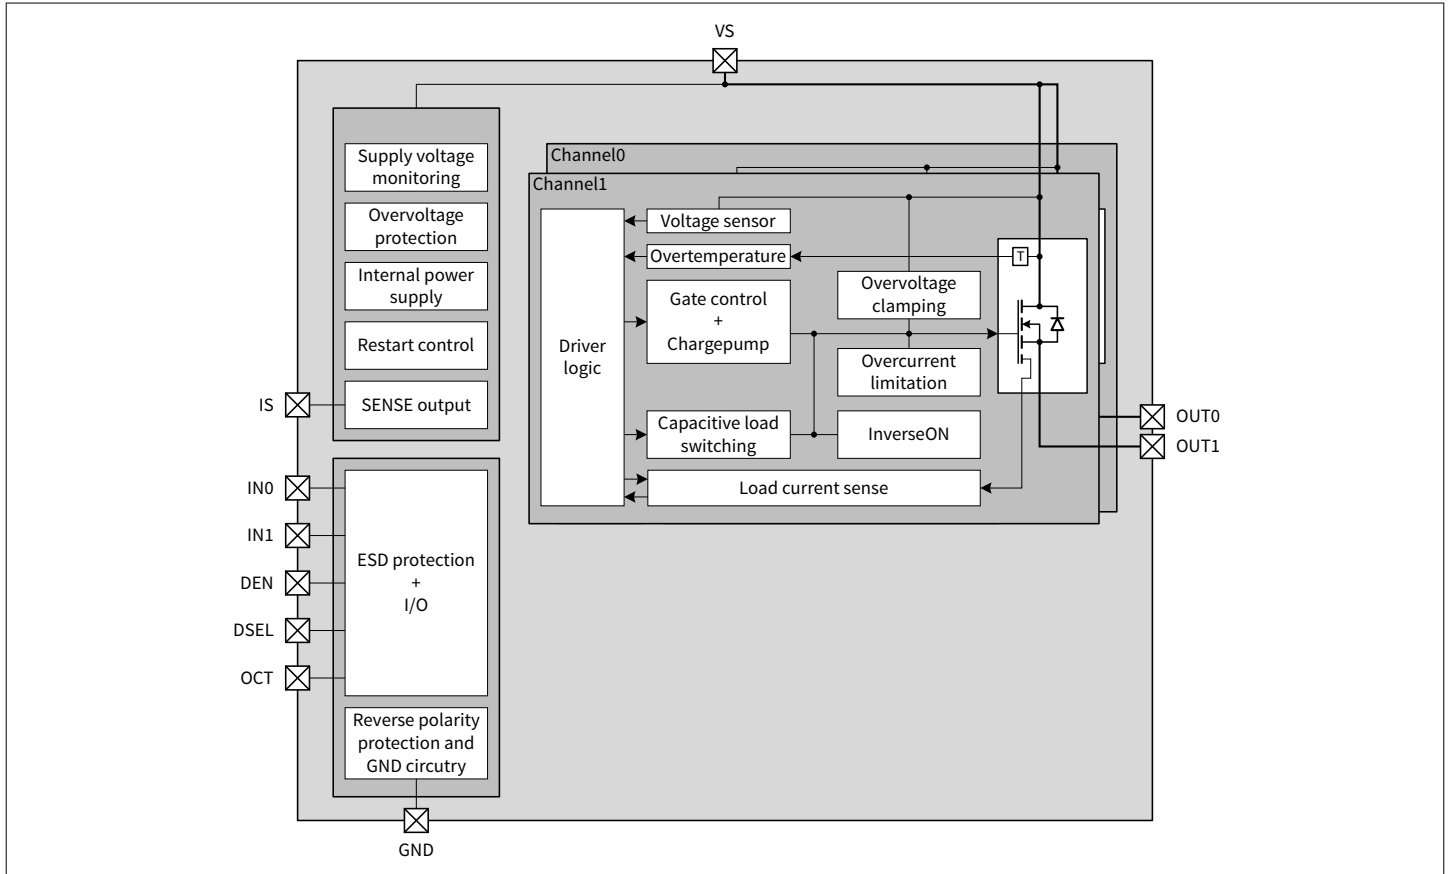 VS
Supply voltage
monitoring
Overvoltage
protection
Internal power
supply
Restart control
SENSE output
IS
IN0
IN1
DEN
DSEL
OCT
ESD protection
+
I/O
Reverse polarity
protection and
GND circutry
GND
Channel0
Channel1
Driver
logic
Voltage sensor
Overtemperature
Gate control
+
Chargepump
Overvoltage
clamping
Overcurrent
limitation
Capacitive load
switching
InverseON
Load current sense
T
OUT0
OUT1